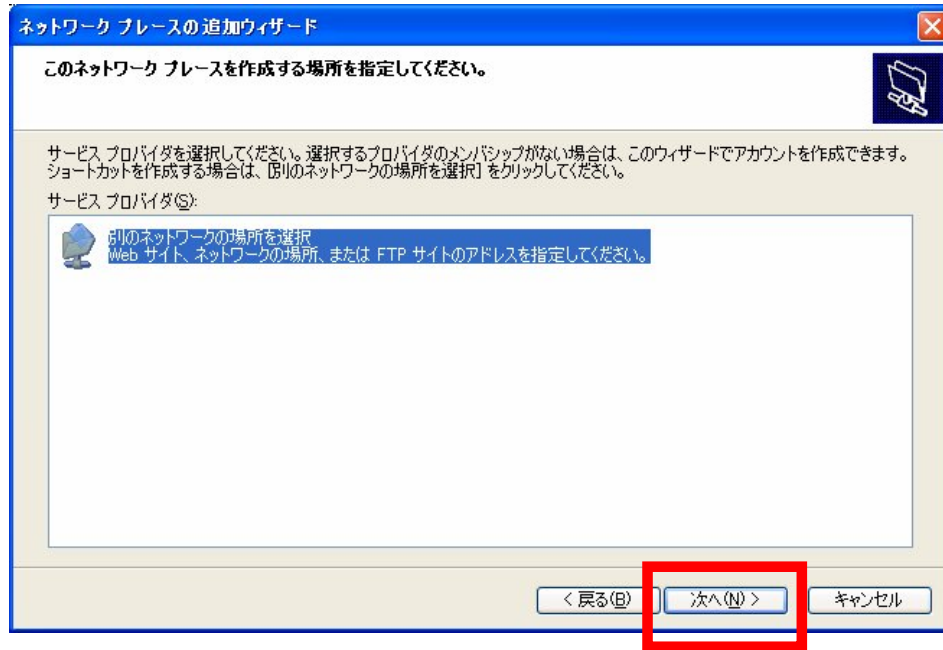 ネットワーク プレースの追加ウィザード
このネットワーク プレースを作成する場所を指定してください。
サービス プロバイダを選択してください。選択するプロバイダのメンバシップがない場合は、このウィザードでアカウントを作成できます。
ショートカットを作成する場合は、[別のネットワークの場所を選択] をクリックしてください。
サービス プロバイダ(S):
別のネットワークの場所を選択
Web サイト、ネットワークの場所、または FTP サイトのアドレスを指定してください。
< 戻る(B) 次へ(N) > キャンセル